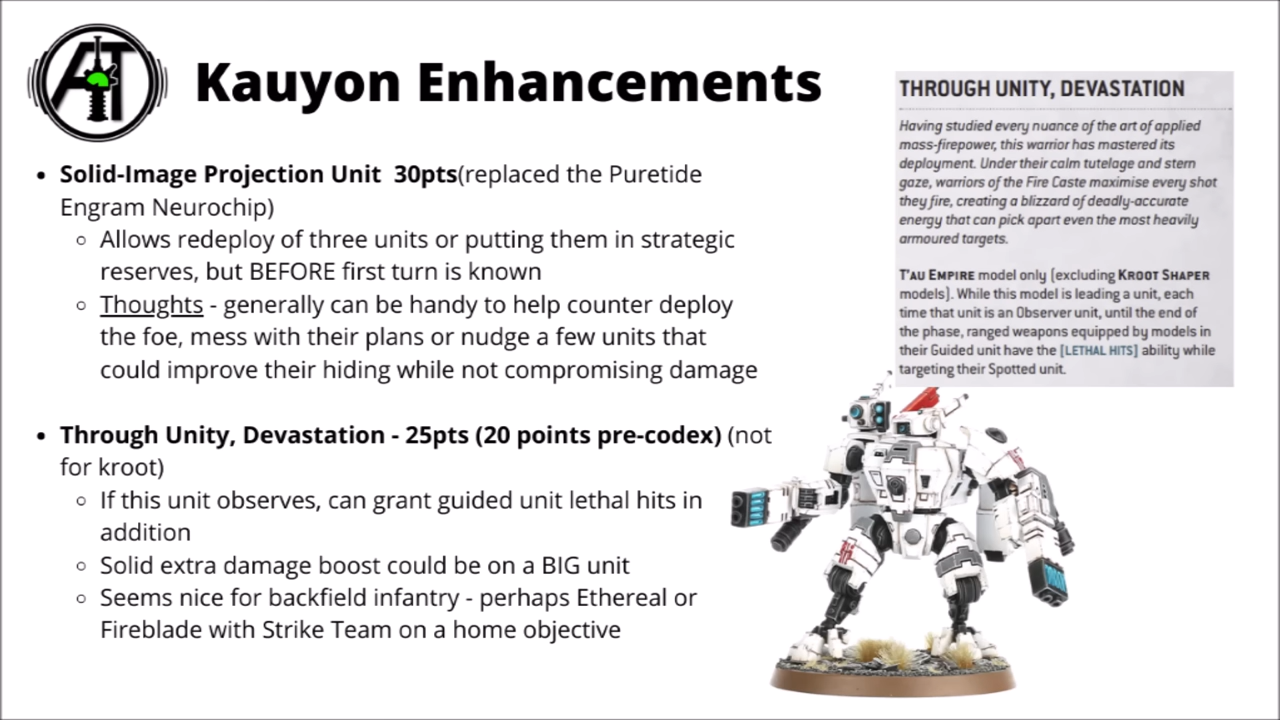 AT
Kauyon Enhancements
• Solid-Image Projection Unit 30pts(replaced the Puretide
Engram Neurochip)
○ Allows redeploy of three units or putting them in strategic
reserves, but BEFORE first turn is known
○ Thoughts - generally can be handy to help counter deploy
the foe, mess with their plans or nudge a few units that
could improve their hiding while not compromising damage
• Through Unity, Devastation - 25pts (20 points pre-codex) (not
for kroot)
○ If this unit observes, can grant guided unit lethal hits in
addition
○ Solid extra damage boost could be on a BIG unit
○ Seems nice for backfield infantry - perhaps Ethereal or
Fireblade with Strike Team on a home objective
THROUGH UNITY, DEVASTATION
Having studied every nuance of the art of applied
mass-firepower, this warrior has mastered its
deployment. Under their calm tutelage and stern
gaze, warriors of the Fire Caste maximise every shot
they fire, creating a blizzard of deadly-accurate
energy that can pick apart even the most heavily
armoured targets.
T'AU EMPIRE model only (excluding KROOT SHAPER
models). While this model is leading a unit, each
time that unit is an Observer unit, until the end of
the phase, ranged weapons equipped by models in
their Guided unit have the [LETHAL HITS] ability while
targeting their Spotted unit.